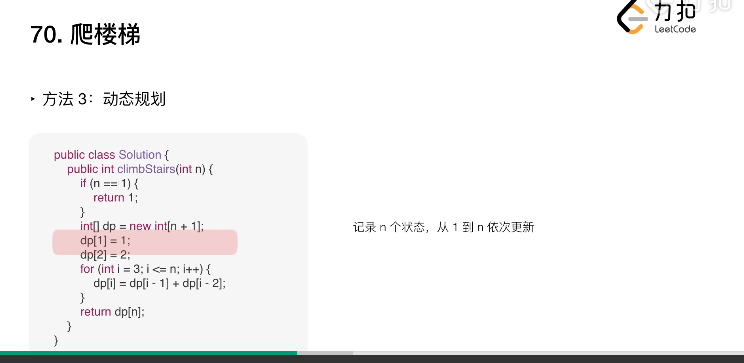 70. 爬楼梯
力扣
LeetCode
‣ 方法 3：动态规划
public class Solution {
public int climbStairs(int n) {
if (n == 1) {
return 1;
}
int[] dp = new int[n + 1];
dp[1] = 1;
dp[2] = 2;
for (int i = 3; i <= n; i++) {
dp[i] = dp[i - 1] + dp[i - 2];
}
return dp[n];
}
}
记录 n 个状态，从 1 到 n 依次更新